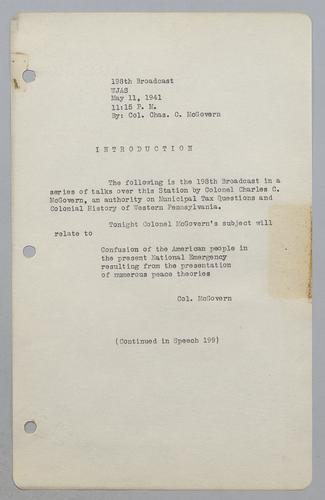 198th Broadcast
WJAS
May 11, 1941
11:15 P. M.
By: Col. Chas. C. McGovern
I N T R O D U C T I O N
The following is the 198th Broadcast in a
series of talks over this Station by Colonel Charles C.
McGovern, an authority on Municipal Tax Questions and
Colonial History of Western Pennsylvania.
Tonight Colonel McGovern's subject will
relate to
Confusion of the American people in
the present National Emergency
resulting from the presentation
of numerous peace theories
Col. McGovern
(Continued in Speech 199)